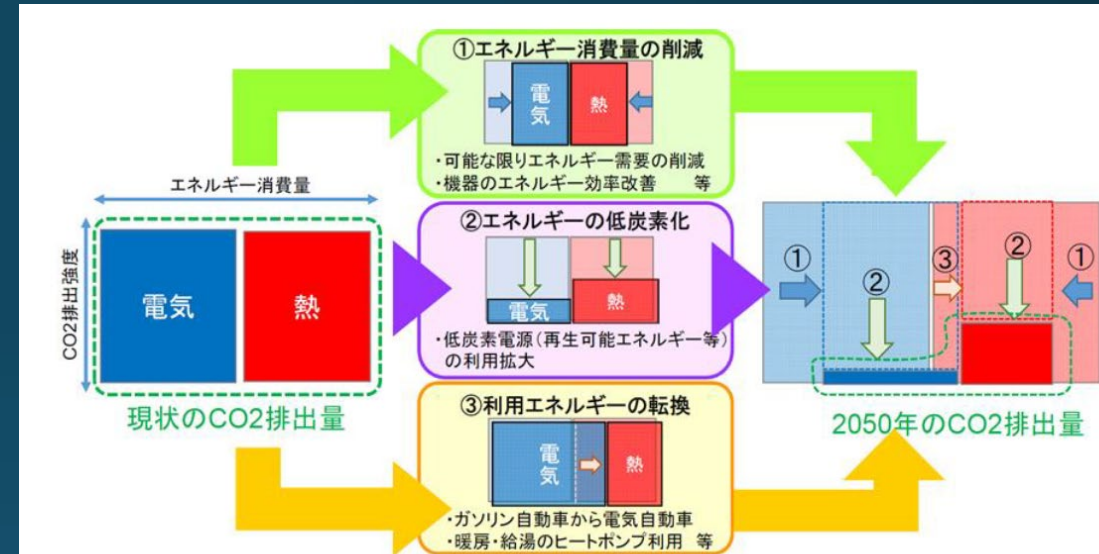 ①エネルギー消費量の削減
電気
熱
・可能な限りエネルギー需要の削減
・機器のエネルギー効率改善 等
エネルギー消費量
CO2排出強度
電気
熱
現状のCO2排出量
②エネルギーの低炭素化
電気
熱
・低炭素電源(再生可能エネルギー等)
の利用拡大
③利用エネルギーの転換
電気
熱
・ガソリン自動車から電気自動車
・暖房・給湯のヒートポンプ利用 等
①
②
③
②
①
2050年のCO2排出量